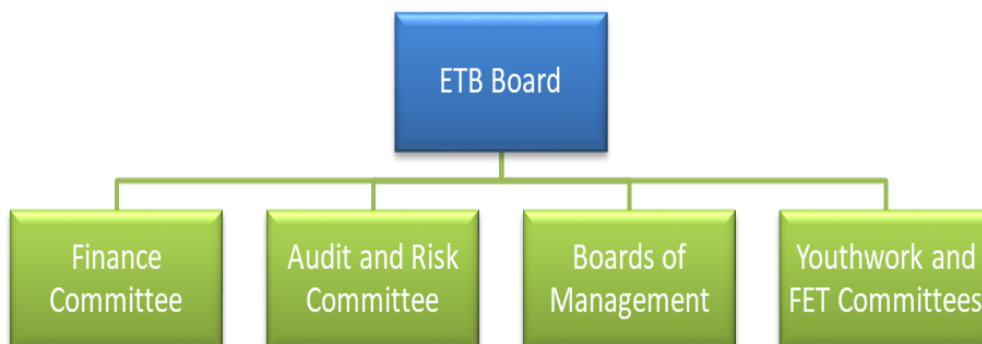 ETB Board
Finance
Committee
Audit and Risk
Committee
Boards of
Management
Youthwork and
FET Committees